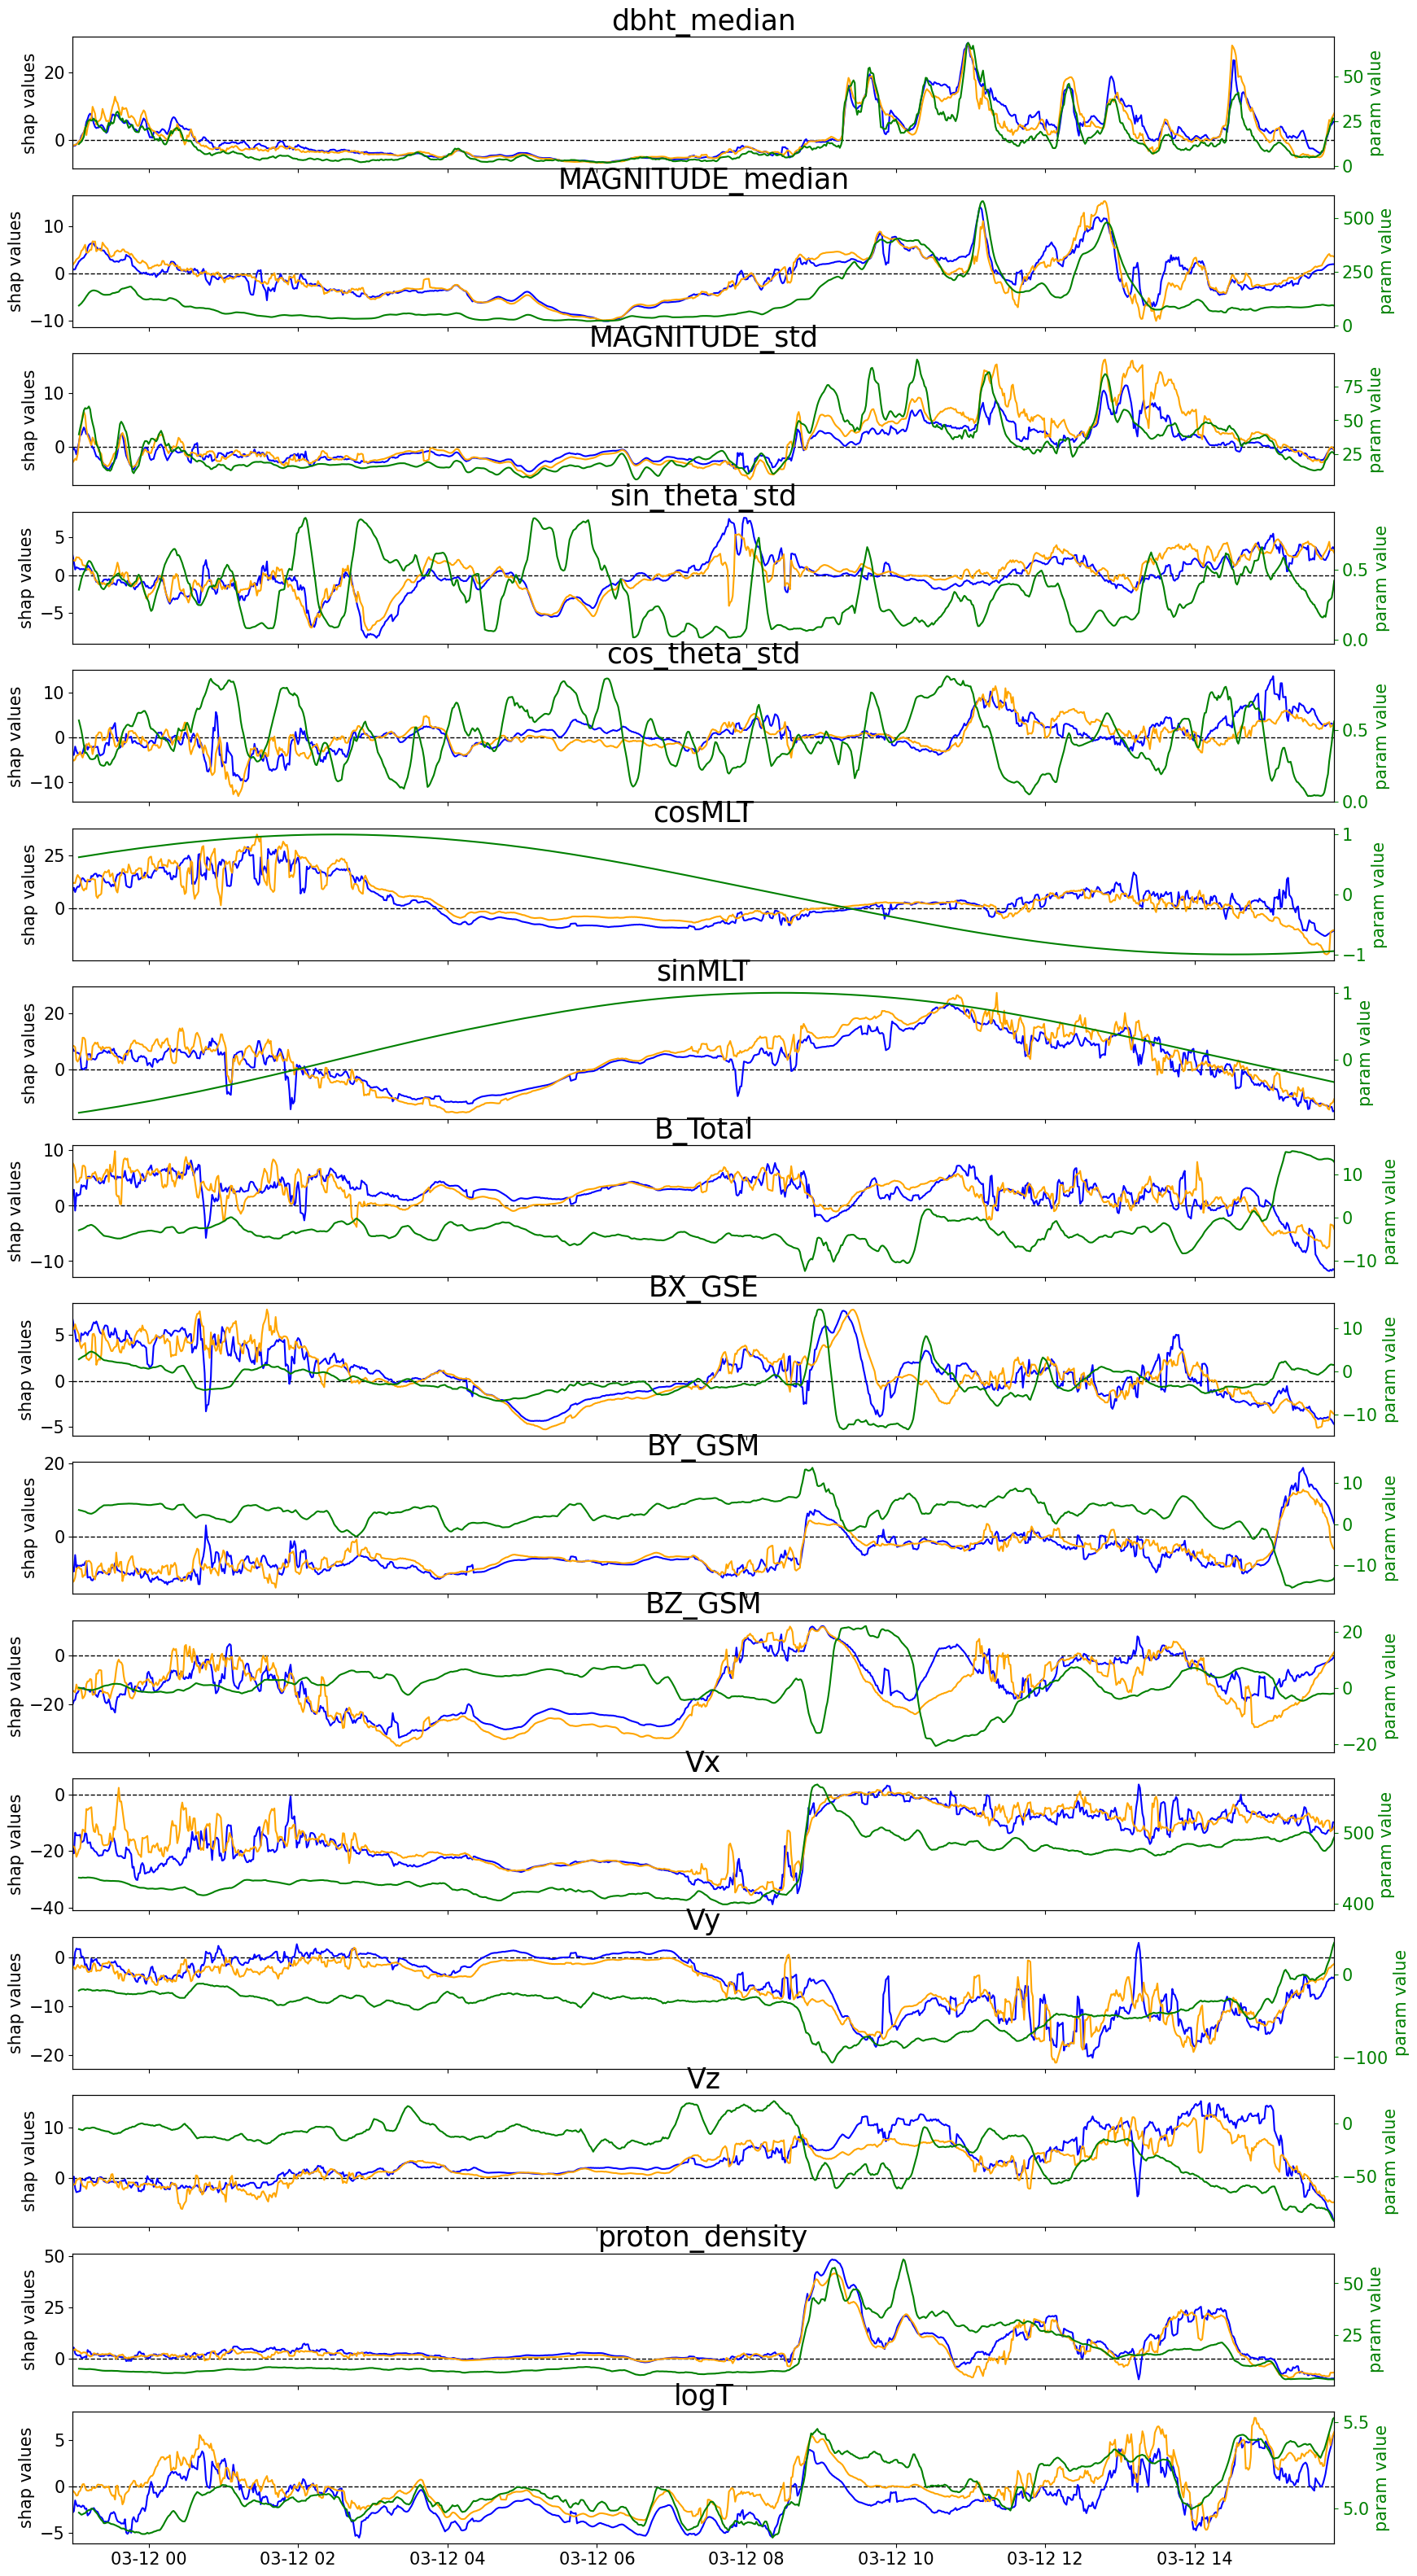 dbht_median
shap values
20
0
50
25
0
param value
MAGNITUDE_median
shap values
10
0
−10
500
250
0
param value
MAGNITUDE_std
shap values
10
0
75
50
25
param value
sin_theta_std
shap values
5
0
−5
0.5
0.0
param value
cos_theta_std
shap values
10
0
−10
0.5
0.0
param value
cosMLT
shap values
25
0
1
0
−1
param value
sinMLT
shap values
20
0
1
0
param value
B_Total
shap values
10
0
−10
10
0
−10
param value
BX_GSE
shap values
5
0
−5
10
0
−10
param value
BY_GSM
shap values
20
0
10
0
−10
param value
BZ_GSM
shap values
0
−20
20
0
−20
param value
Vx
shap values
0
−20
−40
500
400
param value
Vy
shap values
0
−10
−20
0
−100
param value
Vz
shap values
10
0
0
−50
param value
proton_density
shap values
50
25
0
50
25
param value
logT
shap values
5
0
−5
5.5
5.0
param value
03-12 00 03-12 02 03-12 04 03-12 06 03-12 08 03-12 10 03-12 12 03-12 14